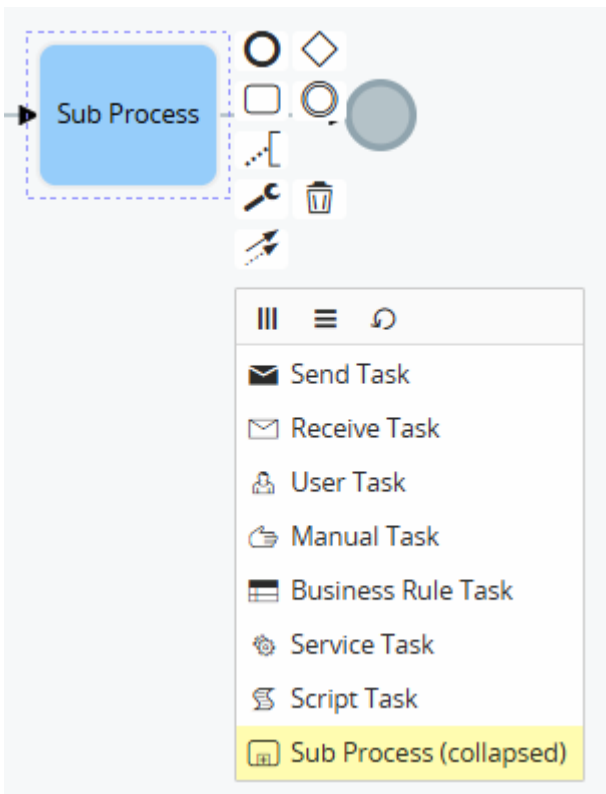 Sub Process
Send Task
Receive Task
User Task
Manual Task
Business Rule Task
Service Task
Script Task
Sub Process (collapsed)